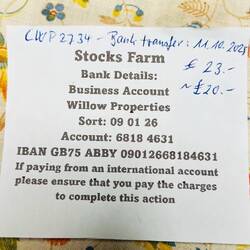 CWP2734 - Bank transfer: 11.10.2025
Stocks Farm
£ 23.-
Bank Details:
Business Account
~£20.-
Willow Properties
Sort: 09 01 26
Account: 6818 4631
IBAN GB75 ABBY 09012668184631
If paying from an international account
please ensure that you pay the charges
to complete this action